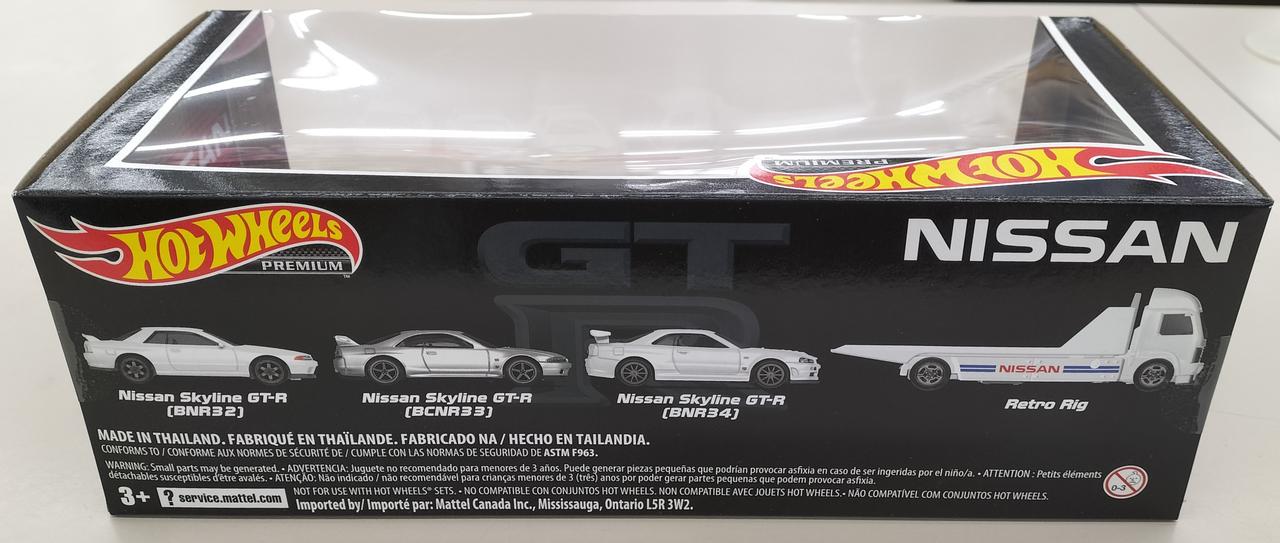 HOT WHEELS
PREMIUM
HOT WHEELS
PREMIUM
™
GT
R
NISSAN
NISSAN
Nissan Skyline GT-R
(BNR32)
Nissan Skyline GT-R
(BCNR33)
Nissan Skyline GT-R
(BNR34)
Retro Rig
MADE IN THAILAND. FABRIQUÉ EN THAÏLANDE. FABRICADO NA / HECHO EN TAILANDIA.
CONFORMS TO / CONFORME AUX NORMES DE SÉCURITÉ DE / CUMPLE CON LAS NORMAS DE SEGURIDAD DE ASTM F963.
WARNING: Small parts may be generated. • ADVERTENCIA: Juguete no recomendado para menores de 3 años. Puede generar piezas pequeñas que podrían provocar asfixia en caso de ser ingeridas por el niño/a. • ATTENTION : Petits éléments
détachables susceptibles d'être avalés. • ATENÇÃO: Não indicado / não recomendável para crianças menores de 3 (três) anos por poder gerar partes pequenas que podem provocar asfixia.
0-3
3+
? service.mattel.com
NOT FOR USE WITH HOT WHEELS® SETS. • NO COMPATIBLE CON CONJUNTOS HOT WHEELS. NON COMPATIBLE AVEC JOUETS HOT WHEELS. • NÃO COMPATÍVEL COM CONJUNTOS HOT WHEELS.
Imported by/ Importé par: Mattel Canada Inc., Mississauga, Ontario L5R 3W2.